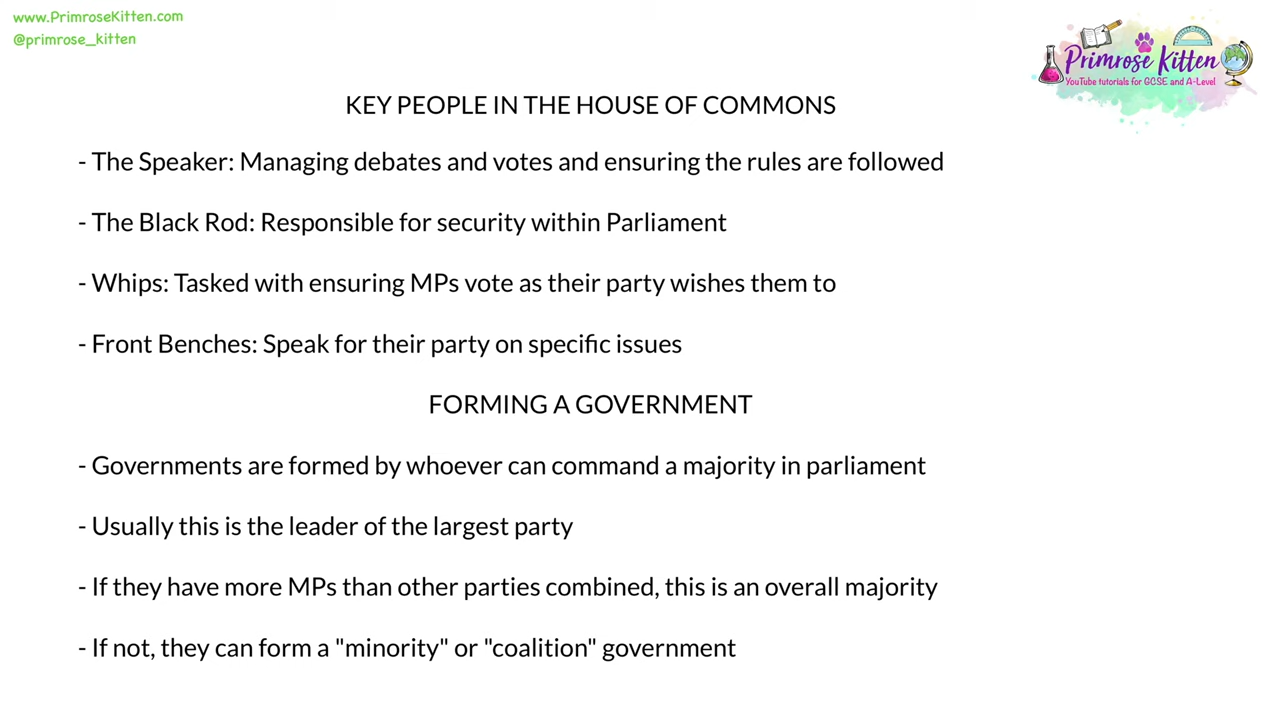 www.PrimroseKitten.com
@primrose_kitten
Primrose Kitten
YouTube tutorials for GCSE and A-Level
KEY PEOPLE IN THE HOUSE OF COMMONS
- The Speaker: Managing debates and votes and ensuring the rules are followed
- The Black Rod: Responsible for security within Parliament
- Whips: Tasked with ensuring MPs vote as their party wishes them to
- Front Benches: Speak for their party on specific issues
FORMING A GOVERNMENT
- Governments are formed by whoever can command a majority in parliament
- Usually this is the leader of the largest party
- If they have more MPs than other parties combined, this is an overall majority
- If not, they can form a "minority" or "coalition" government